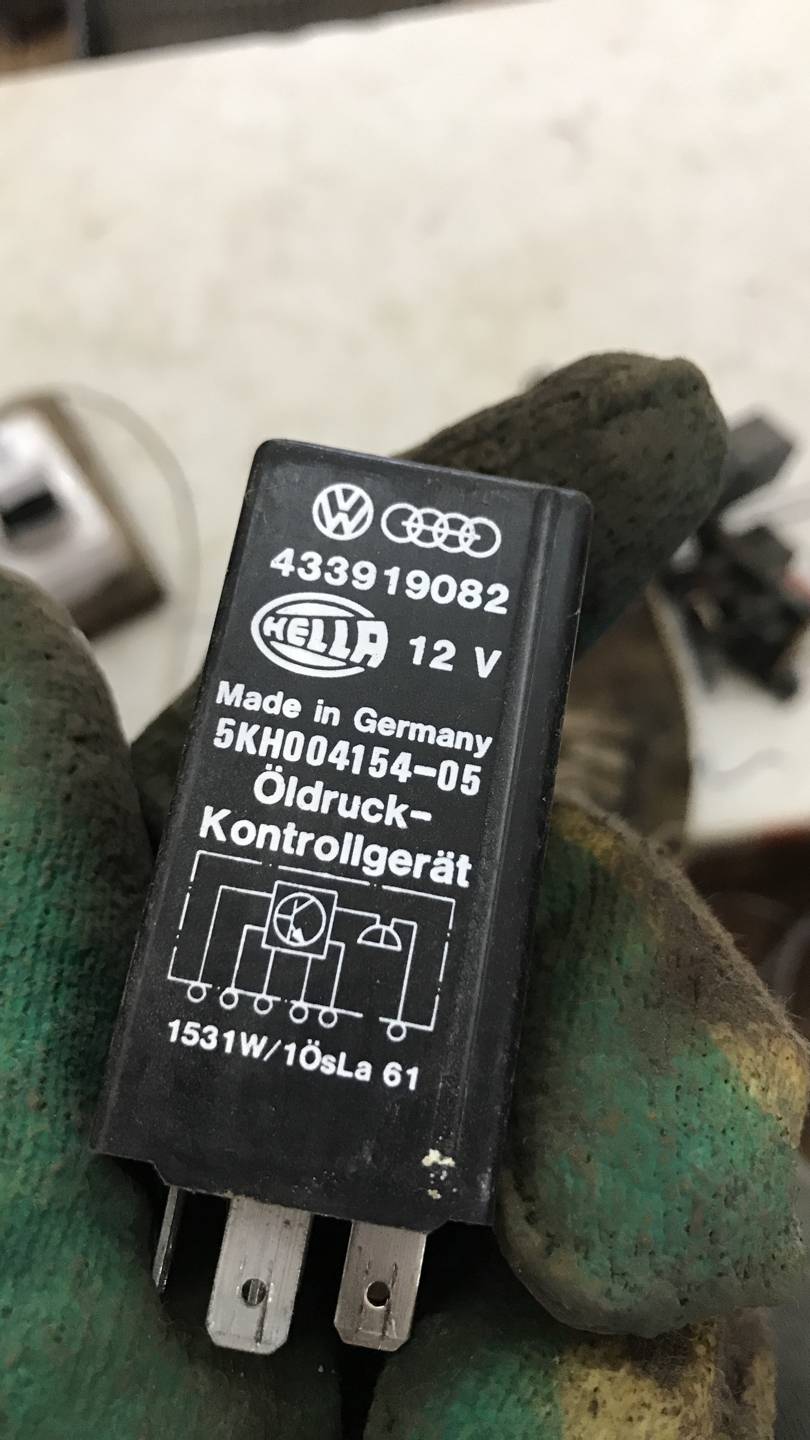 433919082
HELLA 12 V
Made in Germany
5KH004154-05
Öldruck-
Kontrollgerät
1531W/1ÖsLa 61